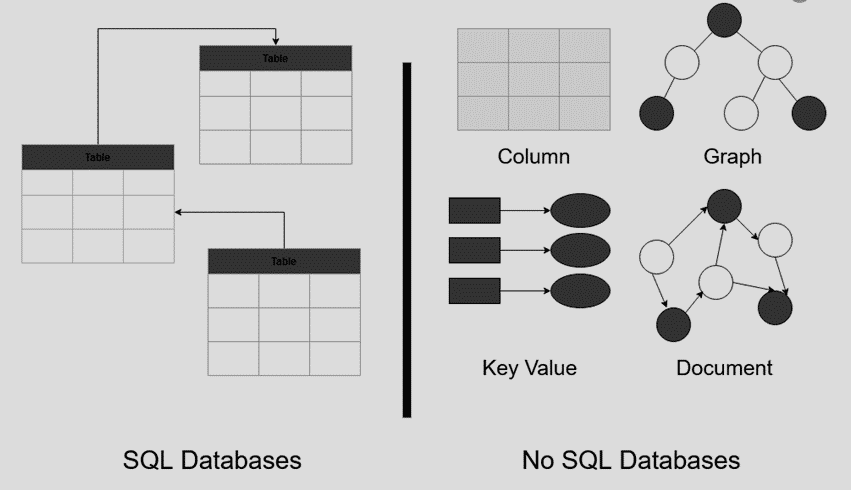 Table
Table
Table
SQL Databases
Column
Graph
Key Value
Document
No SQL Databases